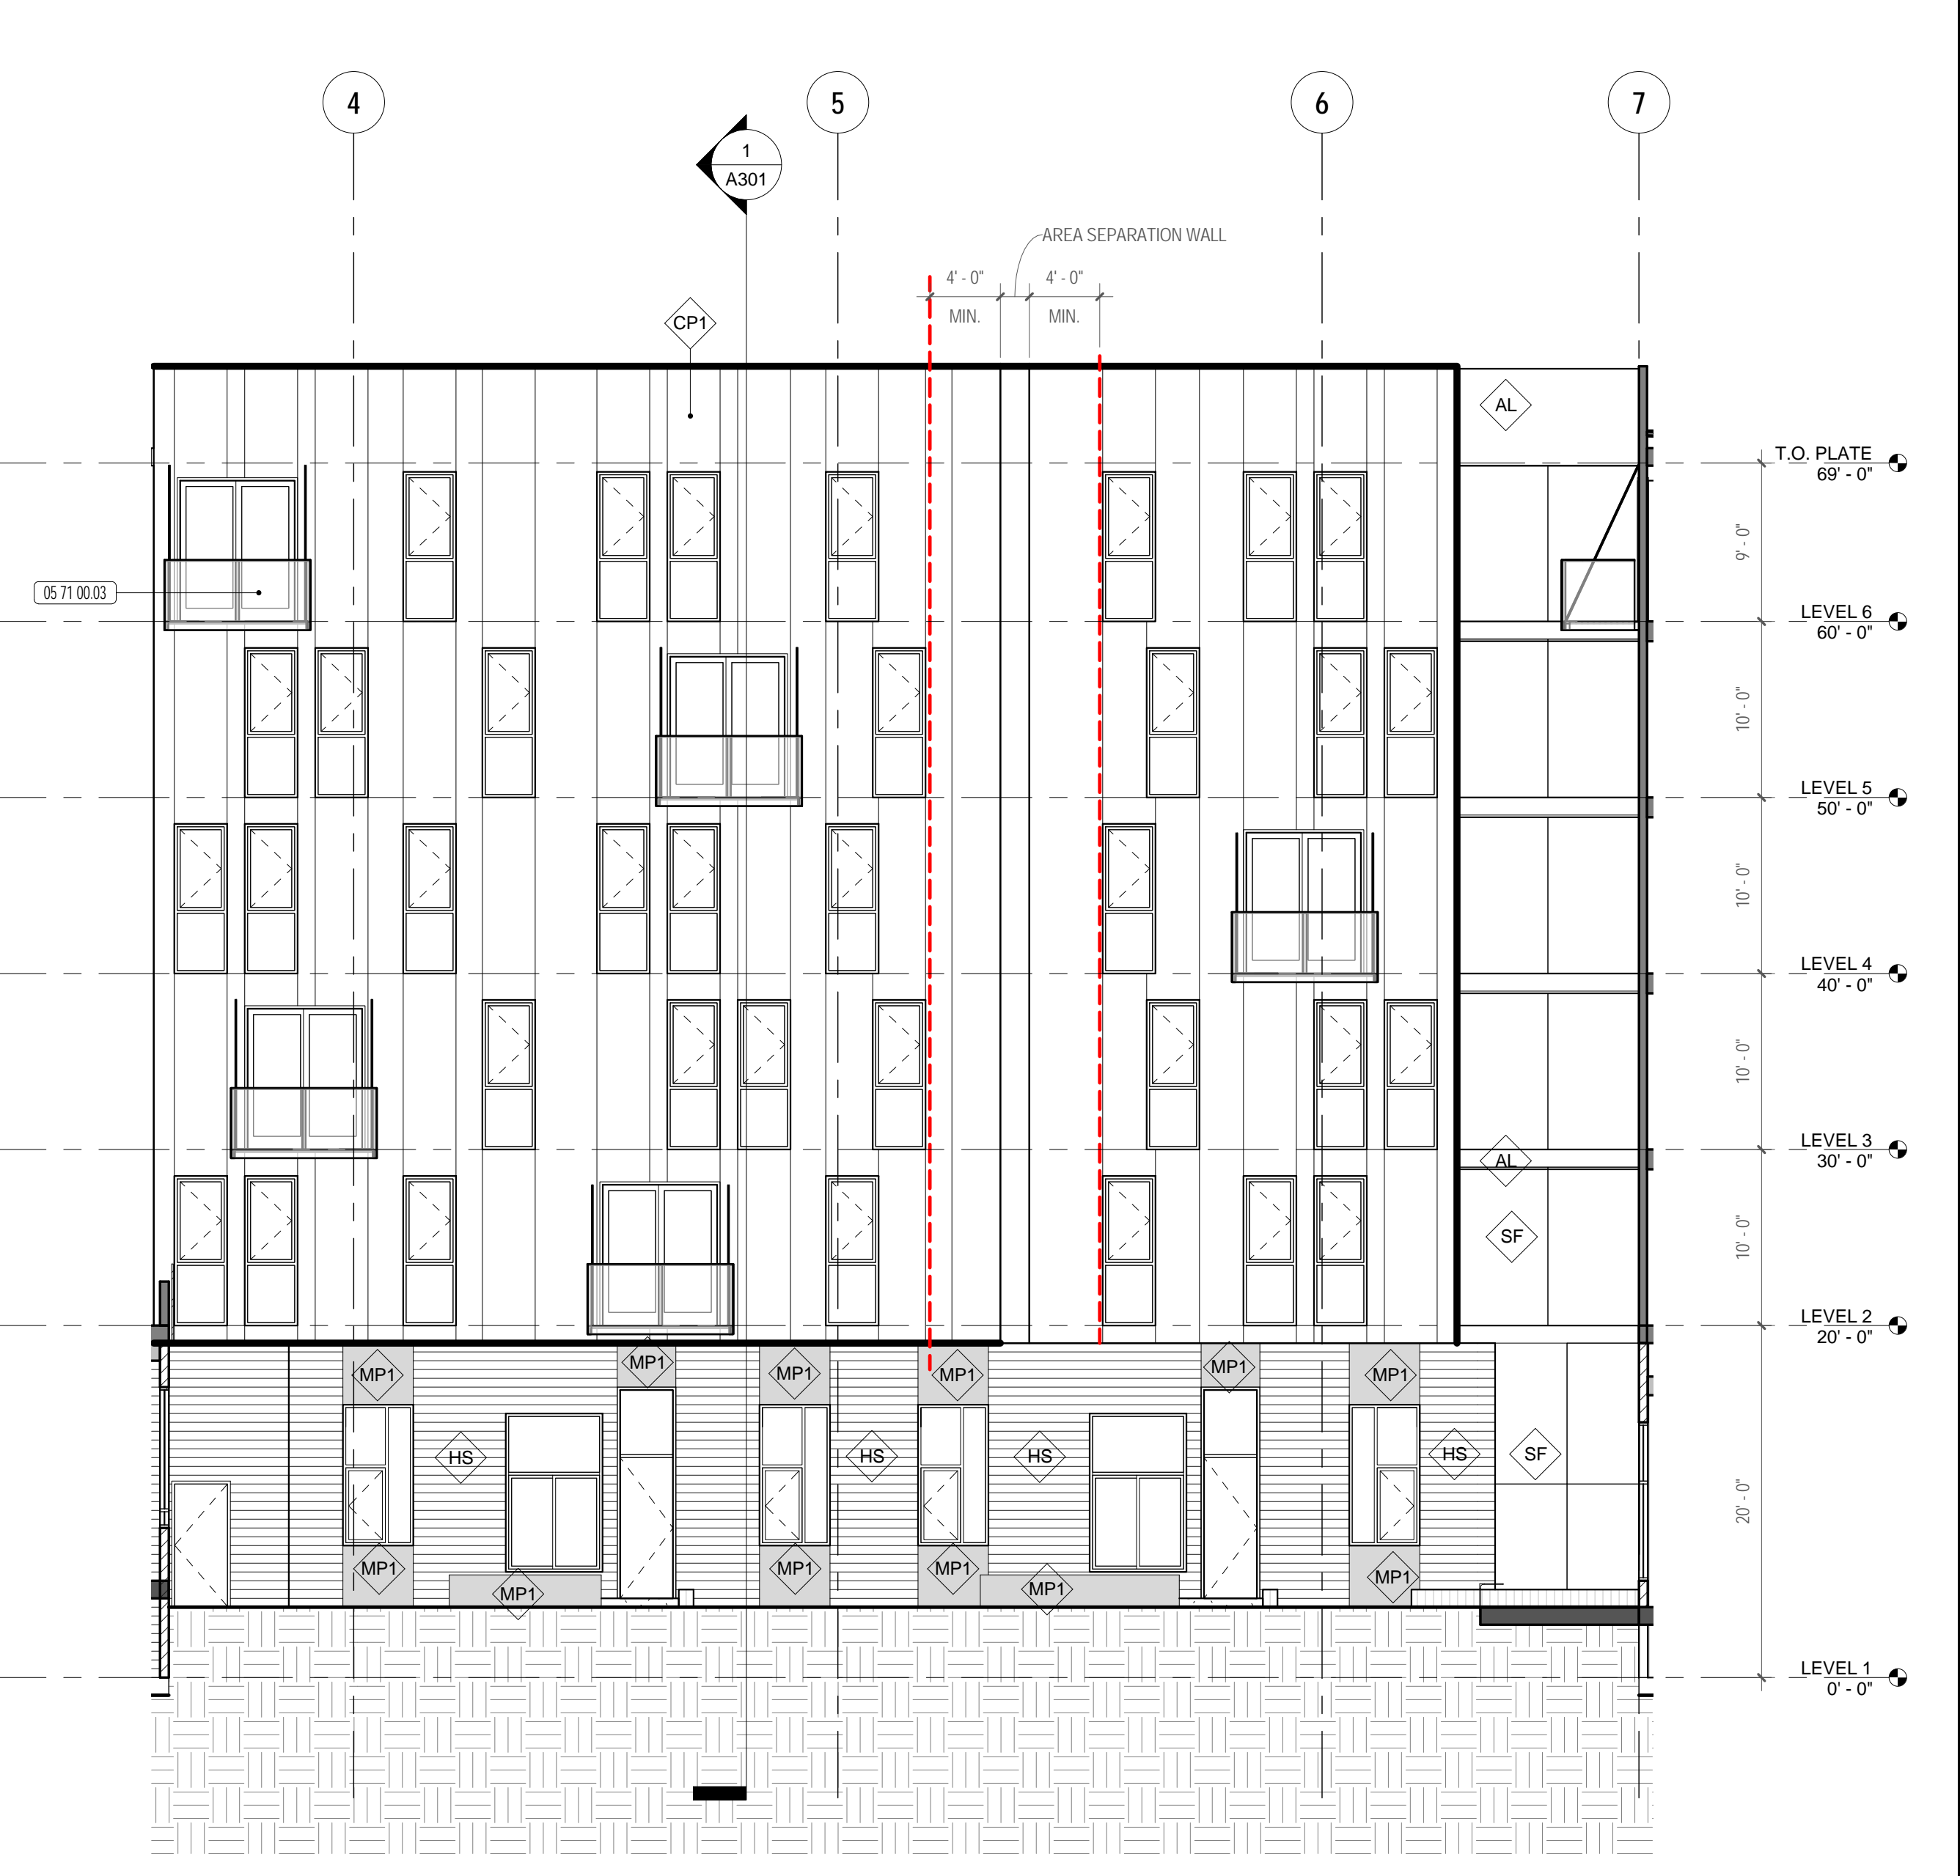 4
5
6
7
1
A301
AREA SEPARATION WALL
4' - 0"
4' - 0"
MIN.
MIN.
CP1
AL
T.O. PLATE
69' - 0"
9' - 0"
05 71 00.03
LEVEL 6
60' - 0"
10' - 0"
LEVEL 5
50' - 0"
10' - 0"
LEVEL 4
40' - 0"
10' - 0"
LEVEL 3
30' - 0"
AL
SF
10' - 0"
LEVEL 2
20' - 0"
MP1
MP1
MP1
MP1
MP1
MP1
HS
HS
HS
HS
SF
20' - 0"
MP1
MP1
MP1
MP1
MP1
MP1
LEVEL 1
0' - 0"